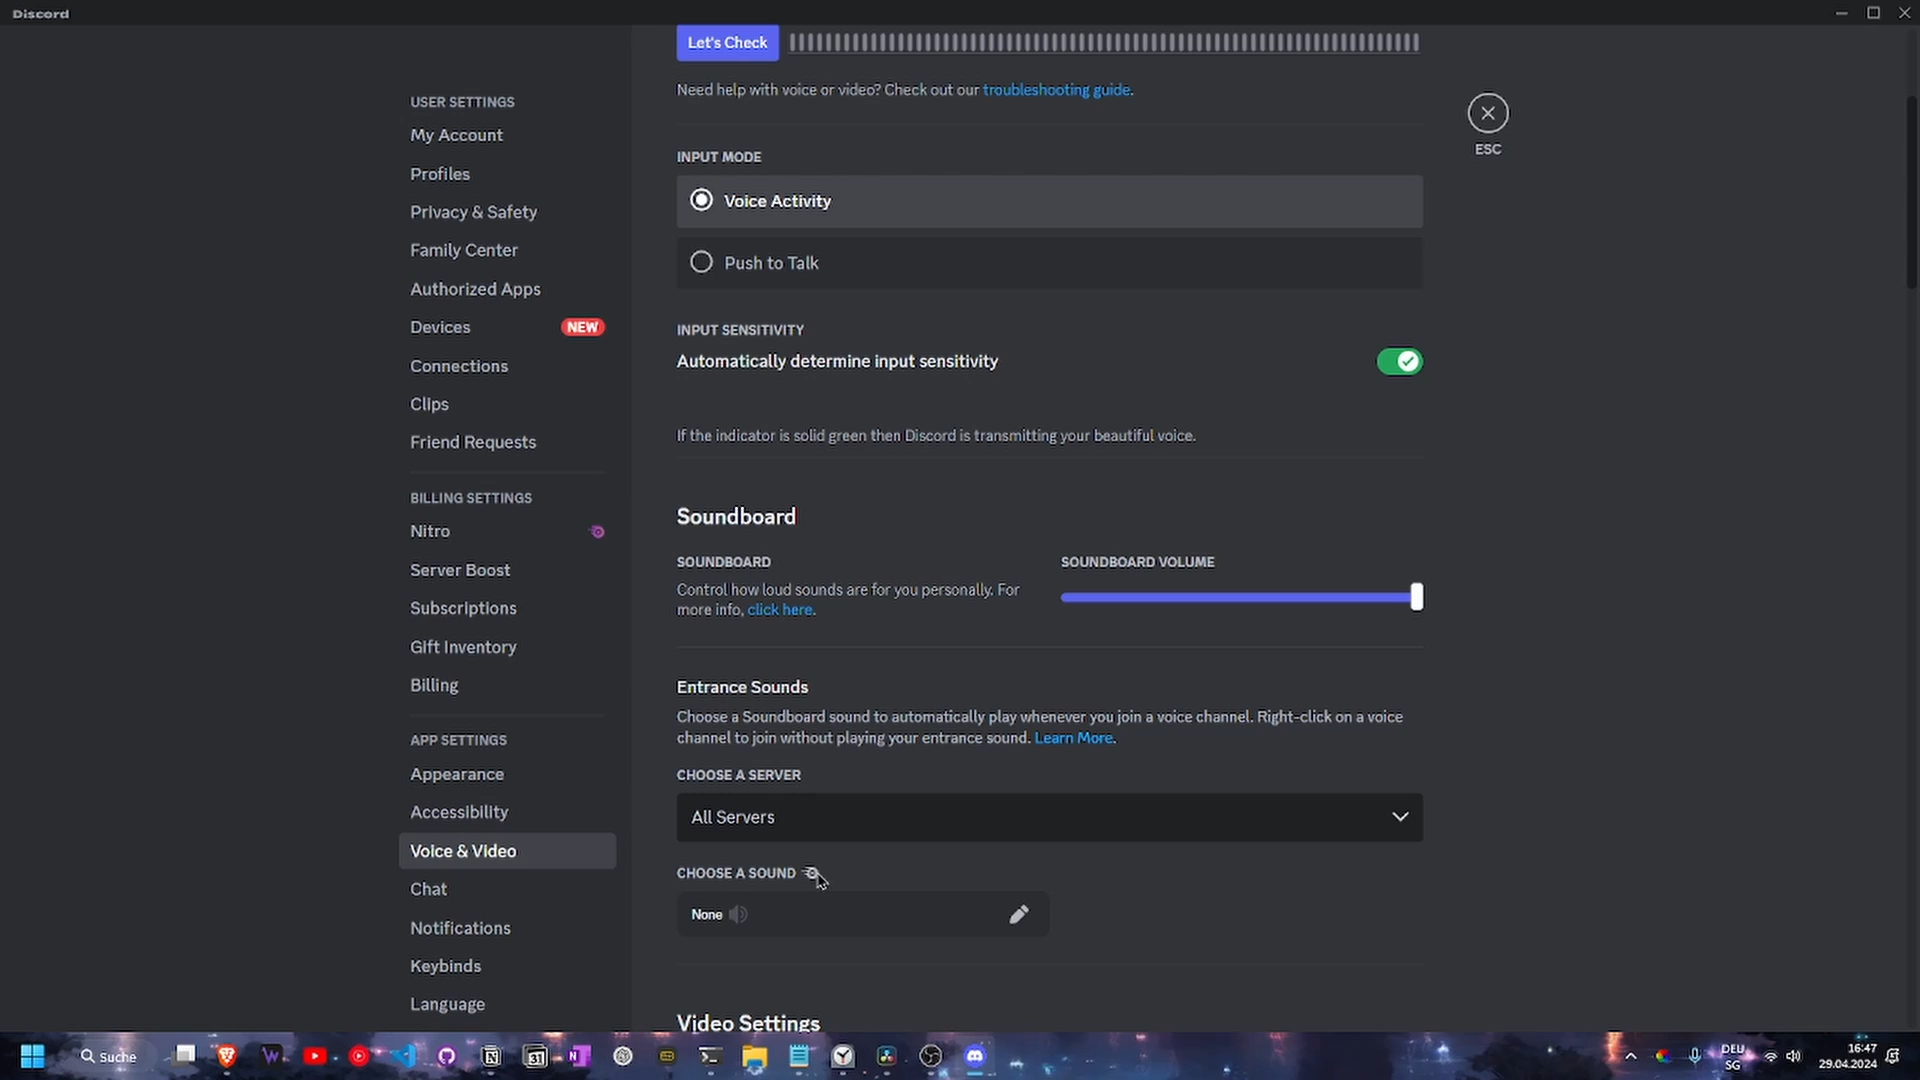 Discord
USER SETTINGS
My Account
Profiles
Privacy & Safety
Family Center
Authorized Apps
Devices NEW
Connections
Clips
Friend Requests
BILLING SETTINGS
Nitro
Server Boost
Subscriptions
Gift Inventory
Billing
APP SETTINGS
Appearance
Accessibility
Voice & Video
Chat
Notifications
Keybinds
Language
Let's Check
Need help with voice or video? Check out our troubleshooting guide.
INPUT MODE
Voice Activity
Push to Talk
INPUT SENSITIVITY
Automatically determine input sensitivity
If the indicator is solid green then Discord is transmitting your beautiful voice.
Soundboard
SOUNDBOARD
Control how loud sounds are for you personally. For
more info, click here.
SOUNDBOARD VOLUME
Entrance Sounds
Choose a Soundboard sound to automatically play whenever you join a voice channel. Right-click on a voice
channel to join without playing your entrance sound. Learn More.
CHOOSE A SERVER
All Servers
CHOOSE A SOUND
None
Video Settings
ESC
Suche
31
DEU
SG
16:47
29.04.2024